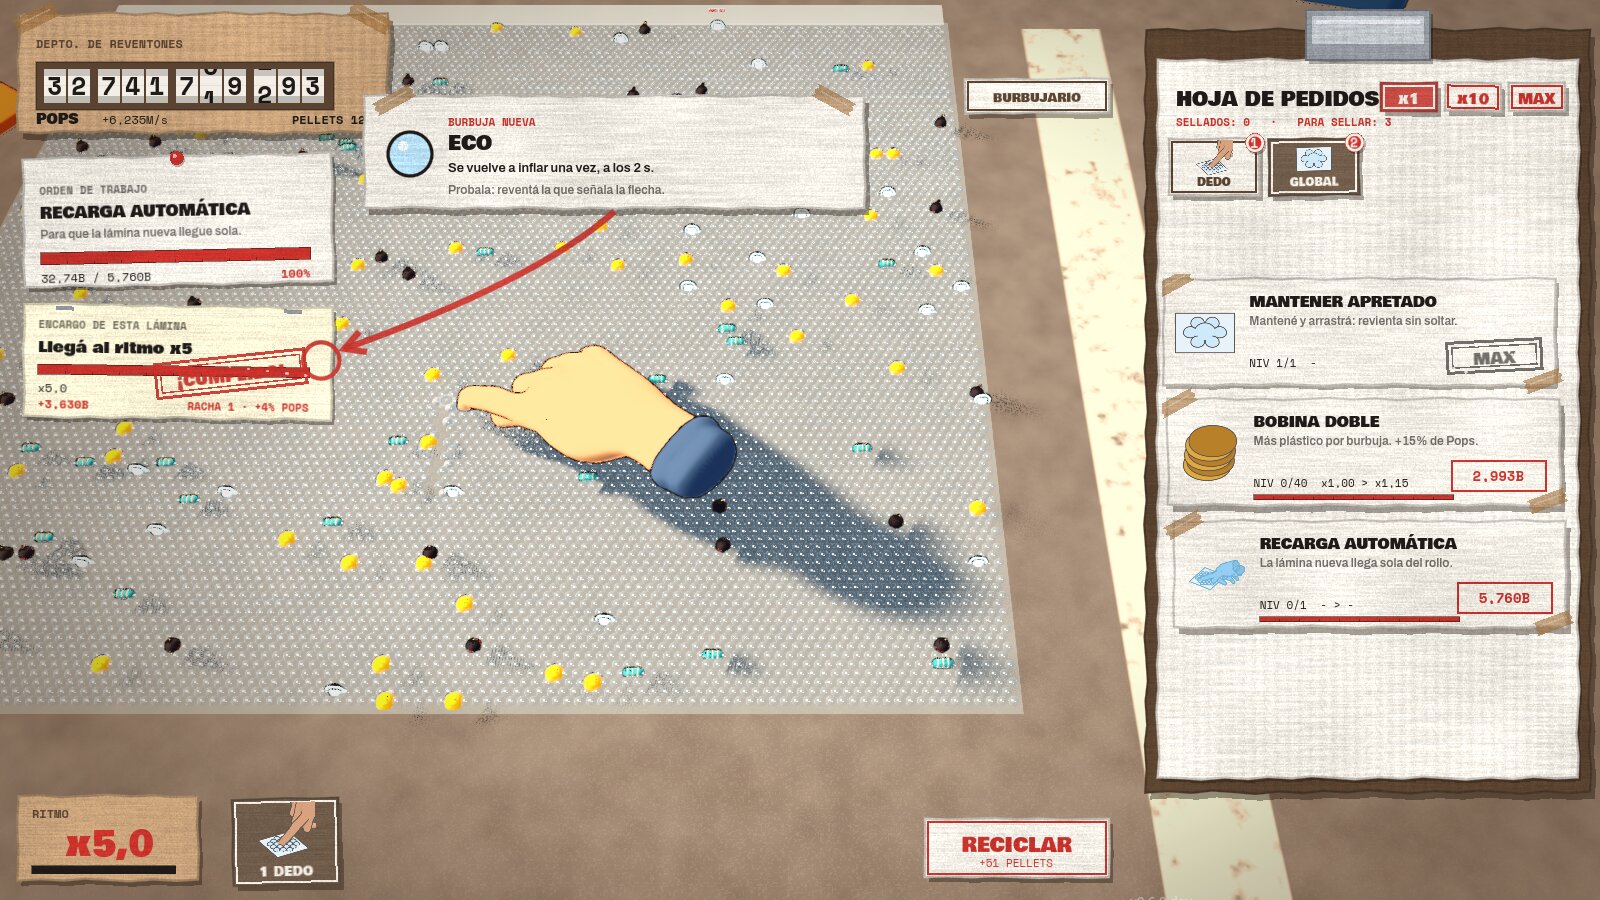 DEPTO. DE REVENTONES
POPS +6,235M/s PELLETS 12
ORDEN DE TRABAJO
RECARGA AUTOMÁTICA
Para que la lámina nueva llegue sola.
32,74B / 5,760B 100%
ENCARGO DE ESTA LÁMINA
Llegá al ritmo x5
x5,0
+3,630B RACHA 1 · +4% POPS
BURBUJA NUEVA
ECO
Se vuelve a inflar una vez, a los 2 s.
Probala: reventá la que señala la flecha.
BURBUJARIO
HOJA DE PEDIDOS x1 x10 MAX
SELLADOS: 0 · PARA SELLAR: 3
1 2
DEDO GLOBAL
MANTENER APRETADO
Mantené y arrastrá: revienta sin soltar.
NIV 1/1 - MAX
BOBINA DOBLE
Más plástico por burbuja. +15% de Pops.
NIV 0/40 x1,00 > x1,15 2,993B
RECARGA AUTOMÁTICA
La lámina nueva llega sola del rollo.
NIV 0/1 - > - 5,760B
RITMO
x5,0
1 DEDO
RECICLAR
+51 PELLETS